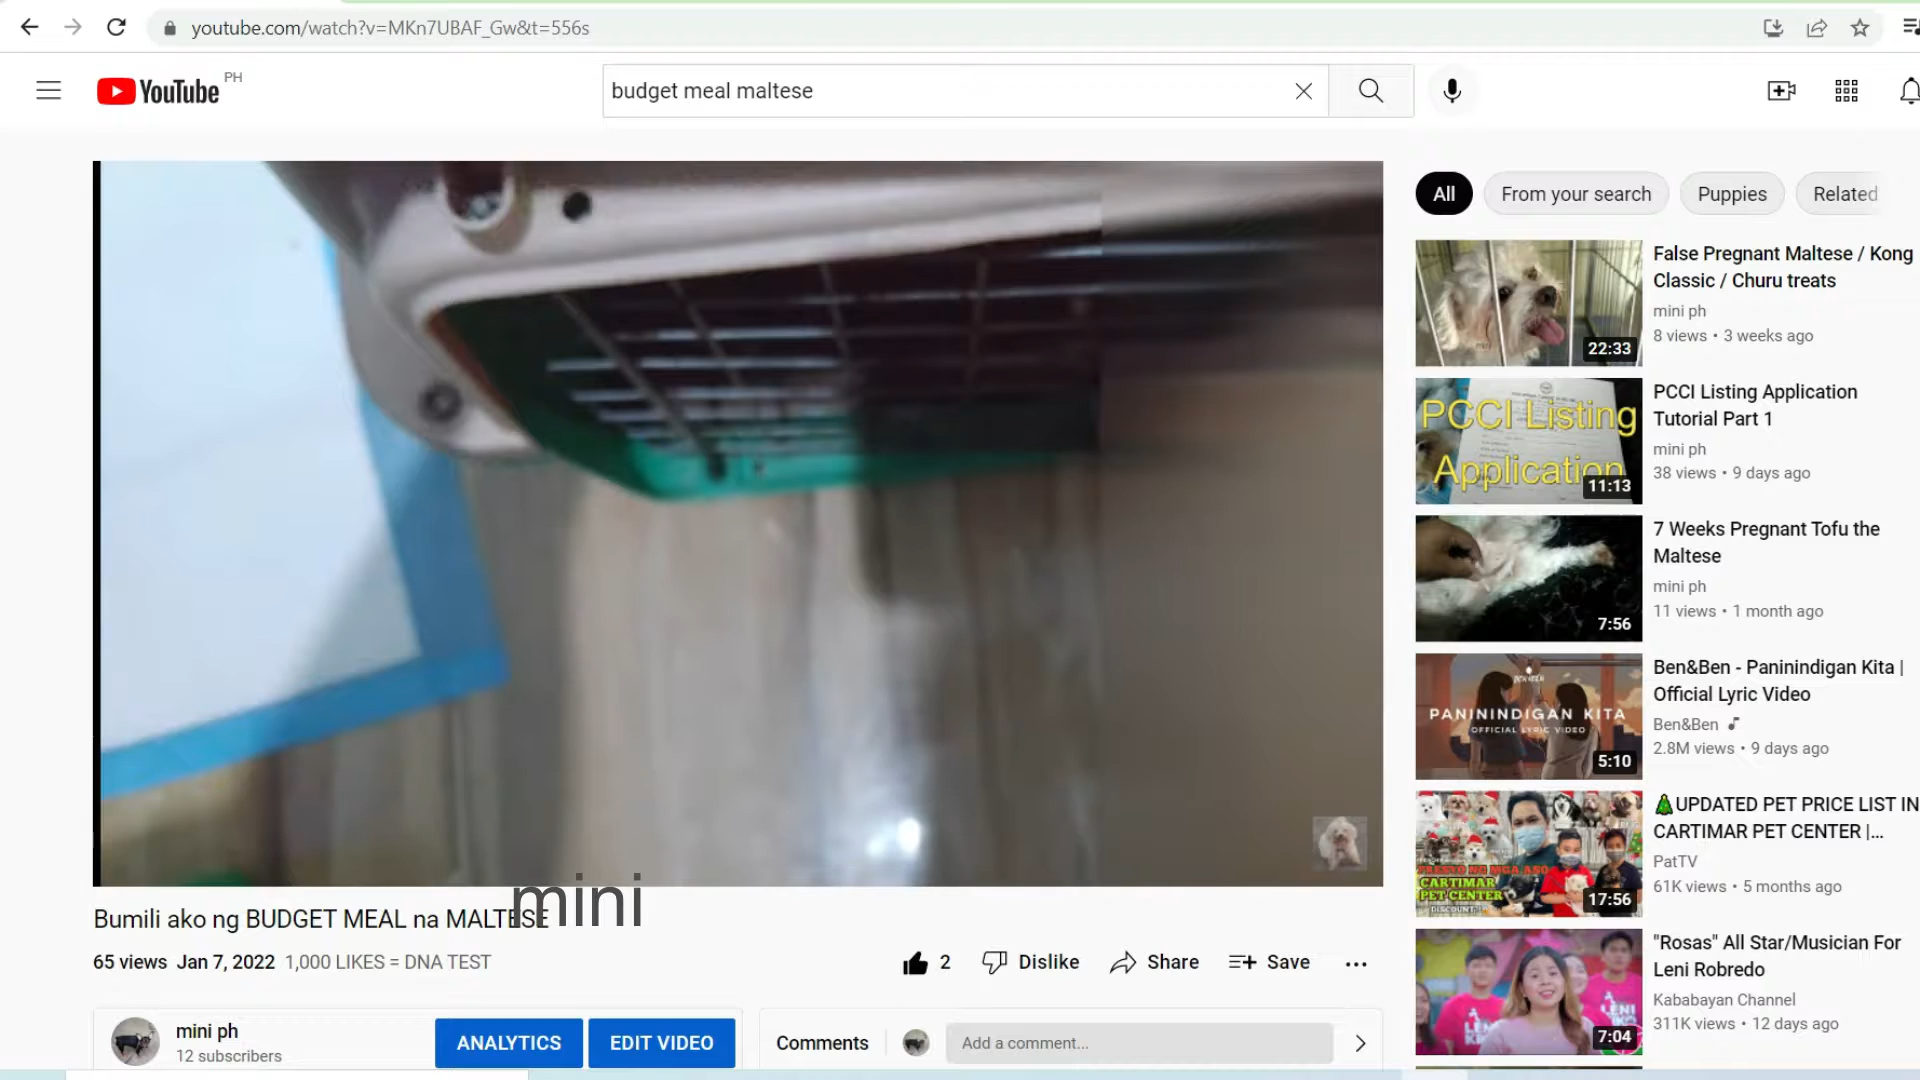 youtube.com/watch?v=MKn7UBAF_Gw&t=556s
YouTube PH
budget meal maltese
All
From your search
Puppies
Related
False Pregnant Maltese / Kong
Classic / Churu treats
mini ph
8 views • 3 weeks ago
22:33
PCCI Listing
Application
11:13
PCCI Listing Application
Tutorial Part 1
mini ph
38 views • 9 days ago
7 Weeks Pregnant Tofu the
Maltese
mini ph
11 views • 1 month ago
7:56
Ben&Ben - Paninindigan Kita |
Official Lyric Video
Ben&Ben
2.8M views • 9 days ago
PANININDIGAN KITA
OFFICIAL LYRIC VIDEO
5:10
🎄UPDATED PET PRICE LIST IN
CARTIMAR PET CENTER |...
PatTV
61K views • 5 months ago
CARTIMAR
PET CENTER
17:56
"Rosas" All Star/Musician For
Leni Robredo
Kababayan Channel
311K views • 12 days ago
7:04
mini
Bumili ako ng BUDGET MEAL na MALTESE
65 views Jan 7, 2022 1,000 LIKES = DNA TEST
2
Dislike
Share
Save
mini ph
12 subscribers
ANALYTICS
EDIT VIDEO
Comments
Add a comment...